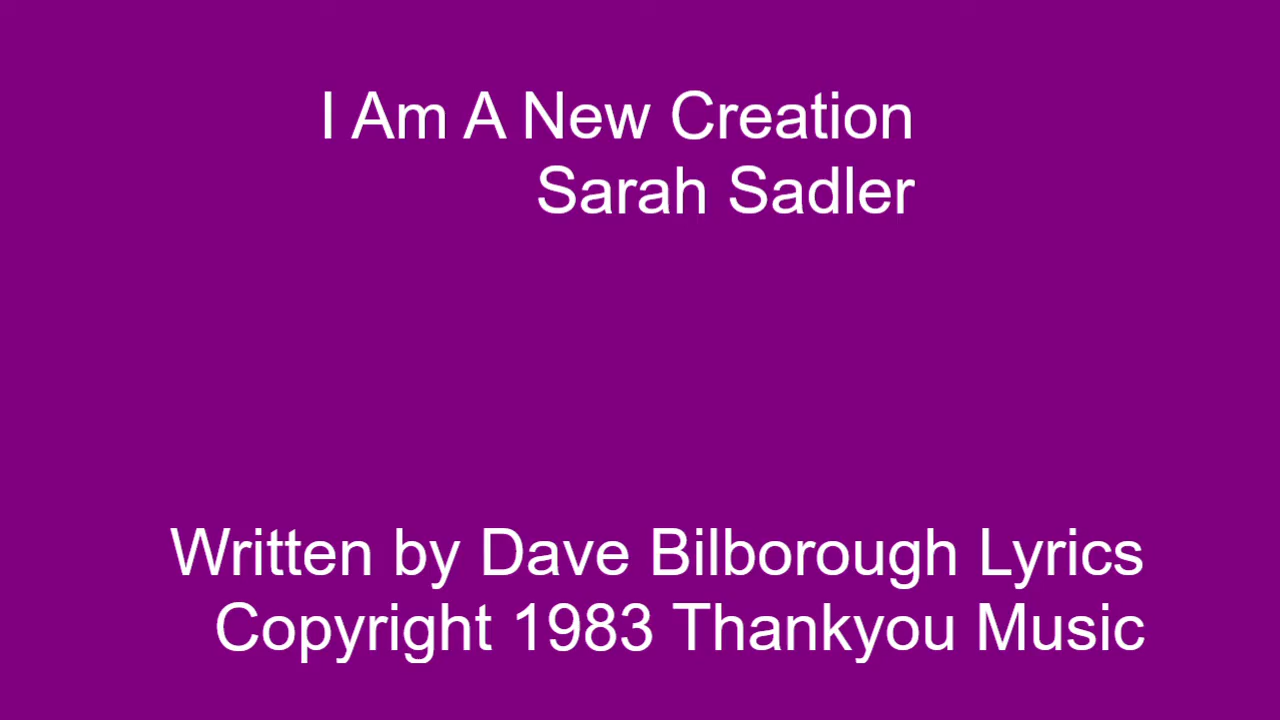 I Am A New Creation
Sarah Sadler
Written by Dave Bilborough Lyrics
Copyright 1983 Thankyou Music